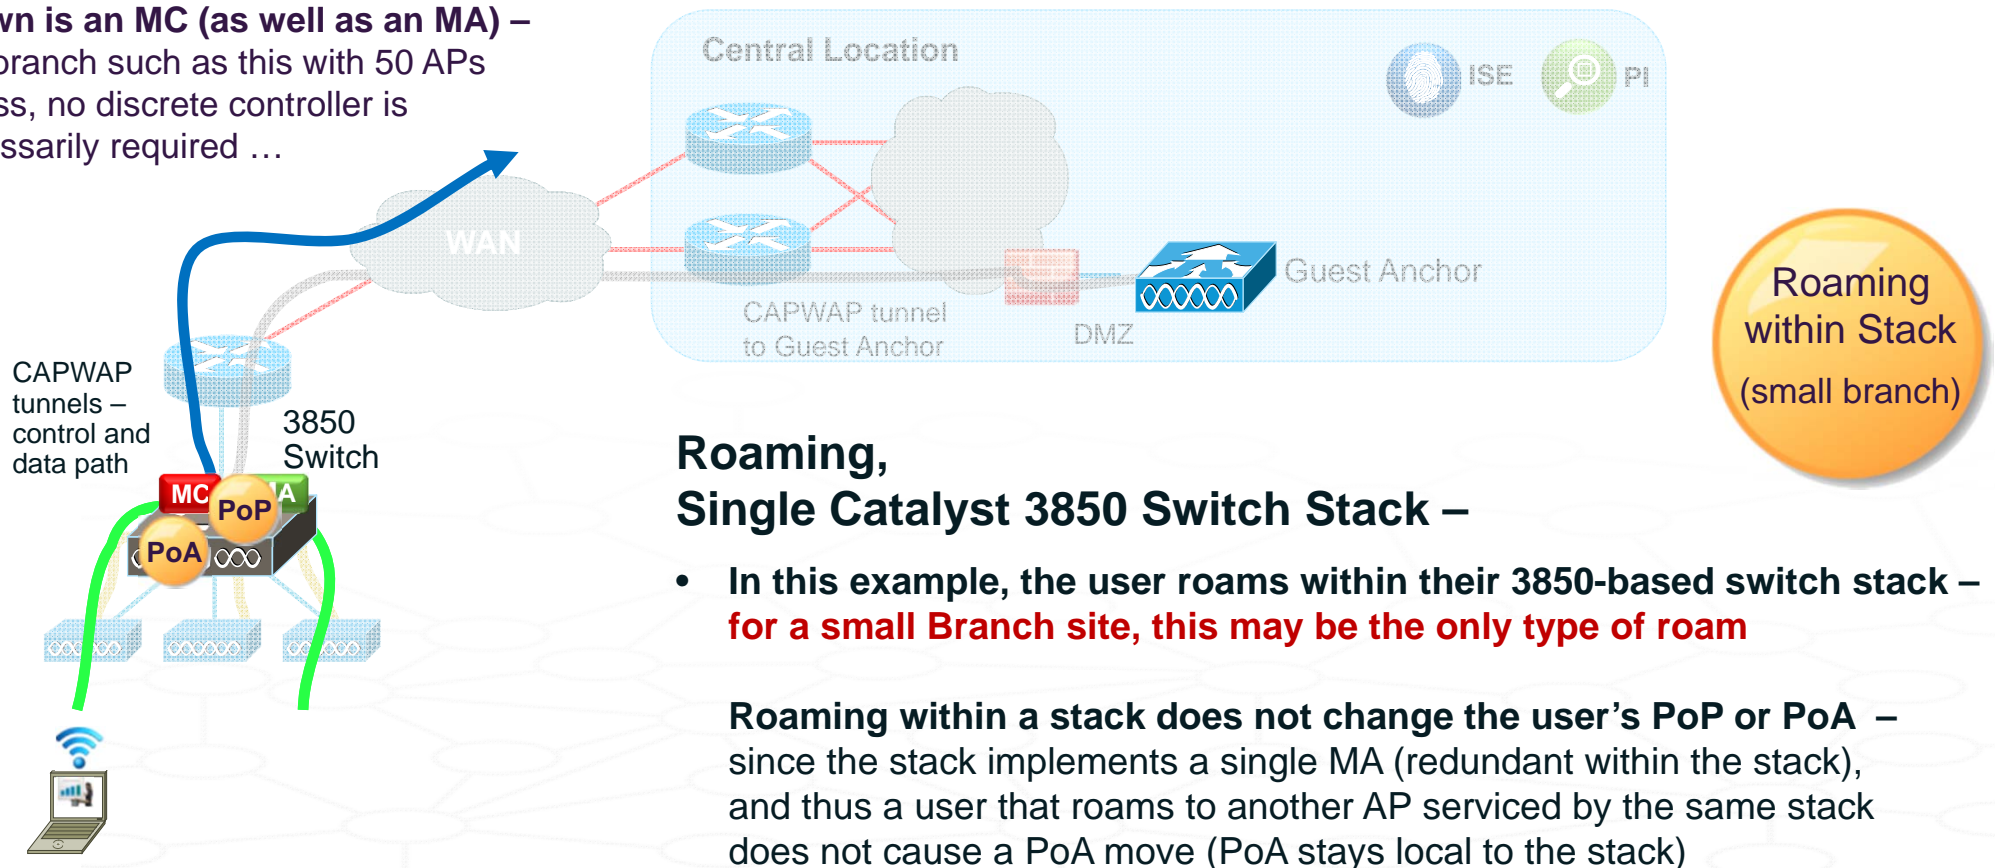 wn is an MC (as well as an MA) –
branch such as this with 50 APs
ss, no discrete controller is
ssarily required …
Central Location
ISE
PI
WAN
Guest Anchor
CAPWAP tunnel
to Guest Anchor
DMZ
Roaming
within Stack
(small branch)
CAPWAP
tunnels –
control and
data path
3850
Switch
MC
PoP
A
PoA
Roaming,
Single Catalyst 3850 Switch Stack –
• In this example, the user roams within their 3850-based switch stack –
for a small Branch site, this may be the only type of roam
Roaming within a stack does not change the user’s PoP or PoA –
since the stack implements a single MA (redundant within the stack),
and thus a user that roams to another AP serviced by the same stack
does not cause a PoA move (PoA stays local to the stack)